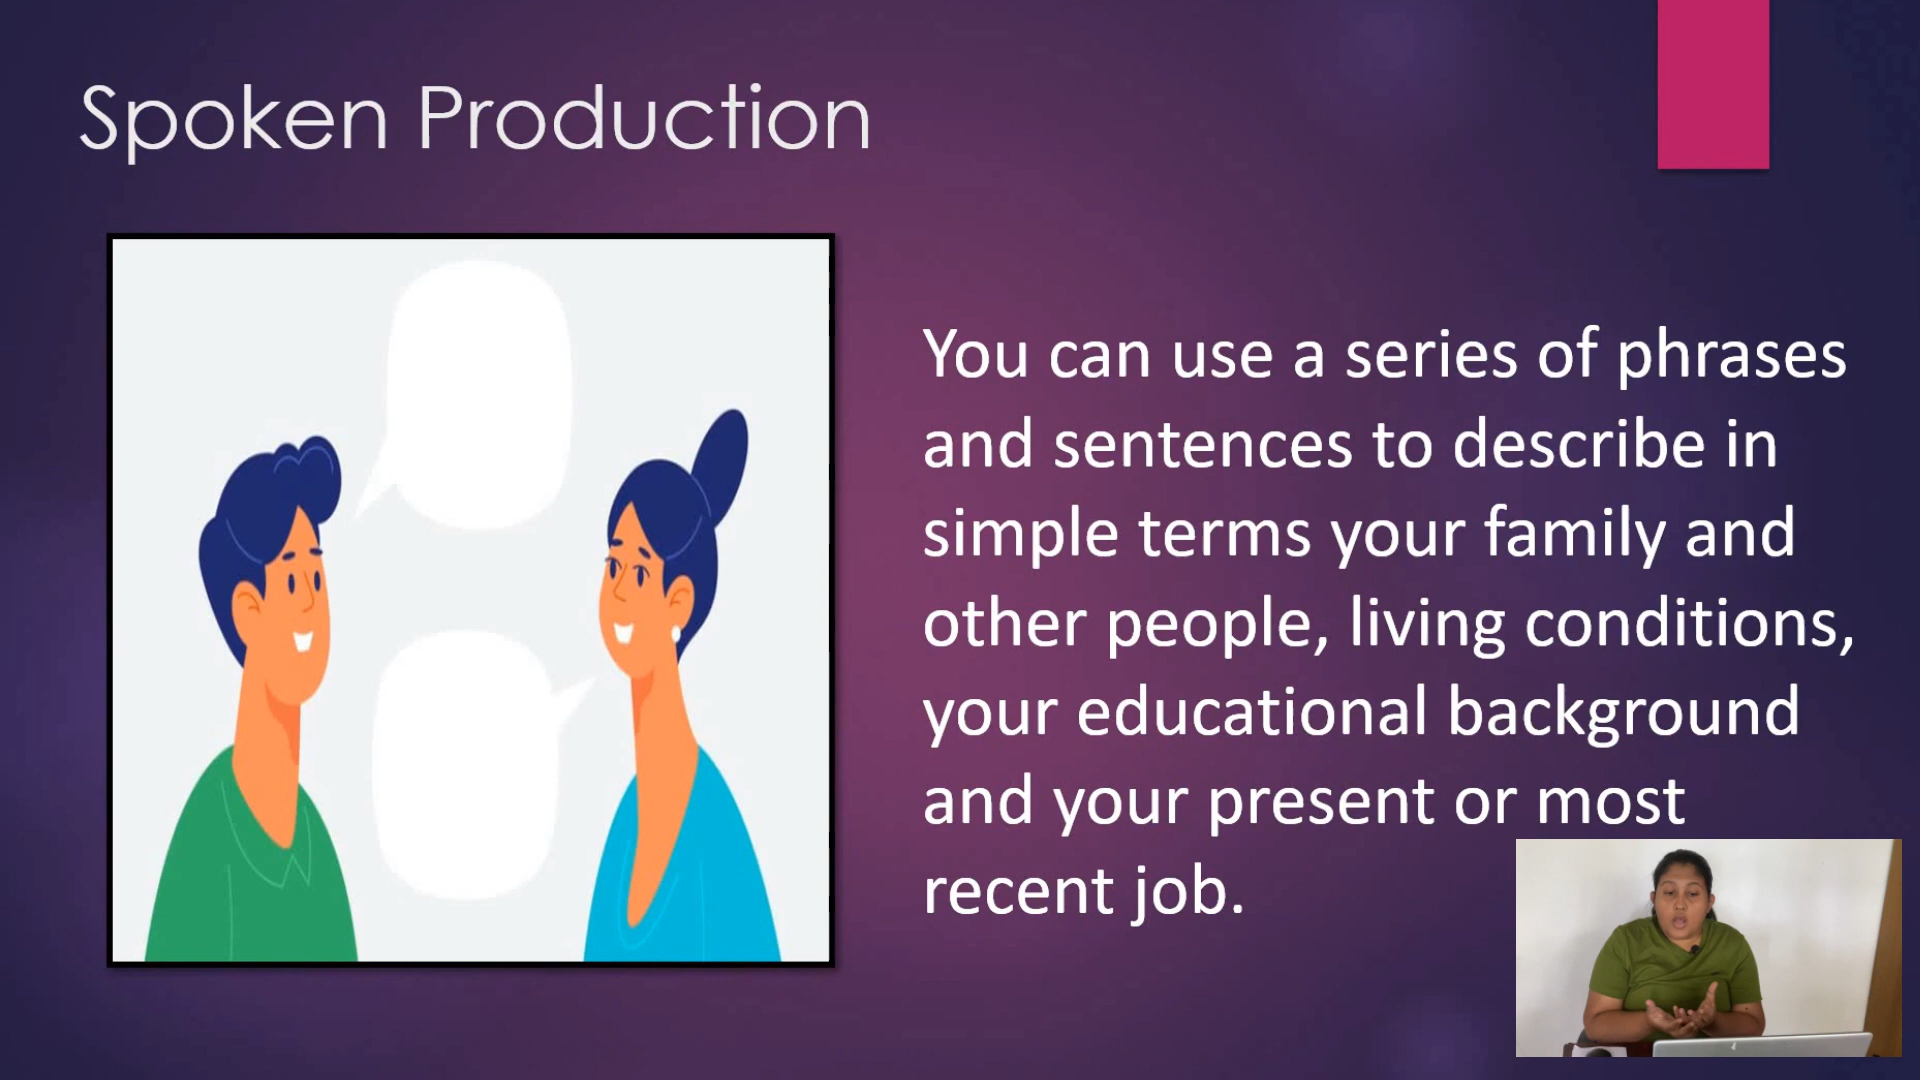 Spoken Production
You can use a series of phrases
and sentences to describe in
simple terms your family and
other people, living conditions,
your educational background
and your present or most
recent job.